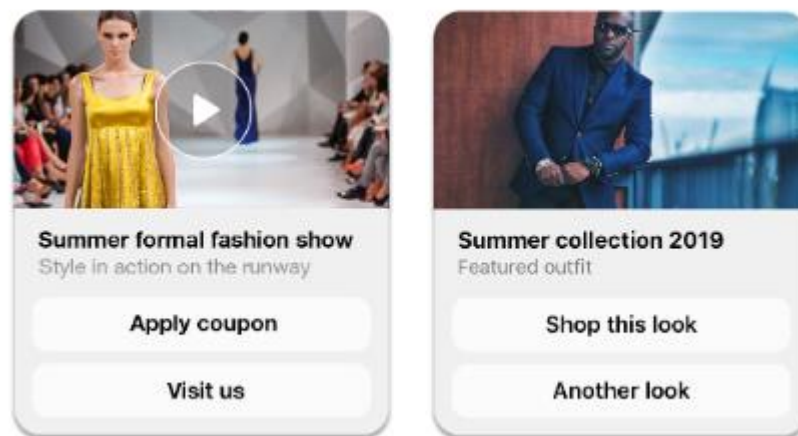 Summer formal fashion show
Style in action on the runway
Apply coupon
Visit us
Summer collection 2019
Featured outfit
Shop this look
Another look